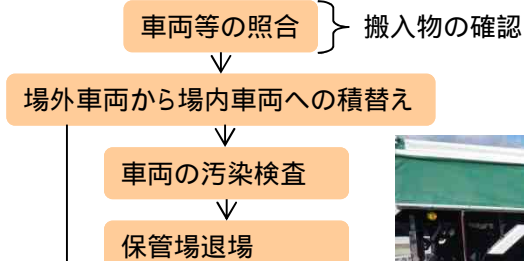 車両等の照合
搬入物の確認
場外車両から場内車両への積替え
車両の汚染検査
保管場退場